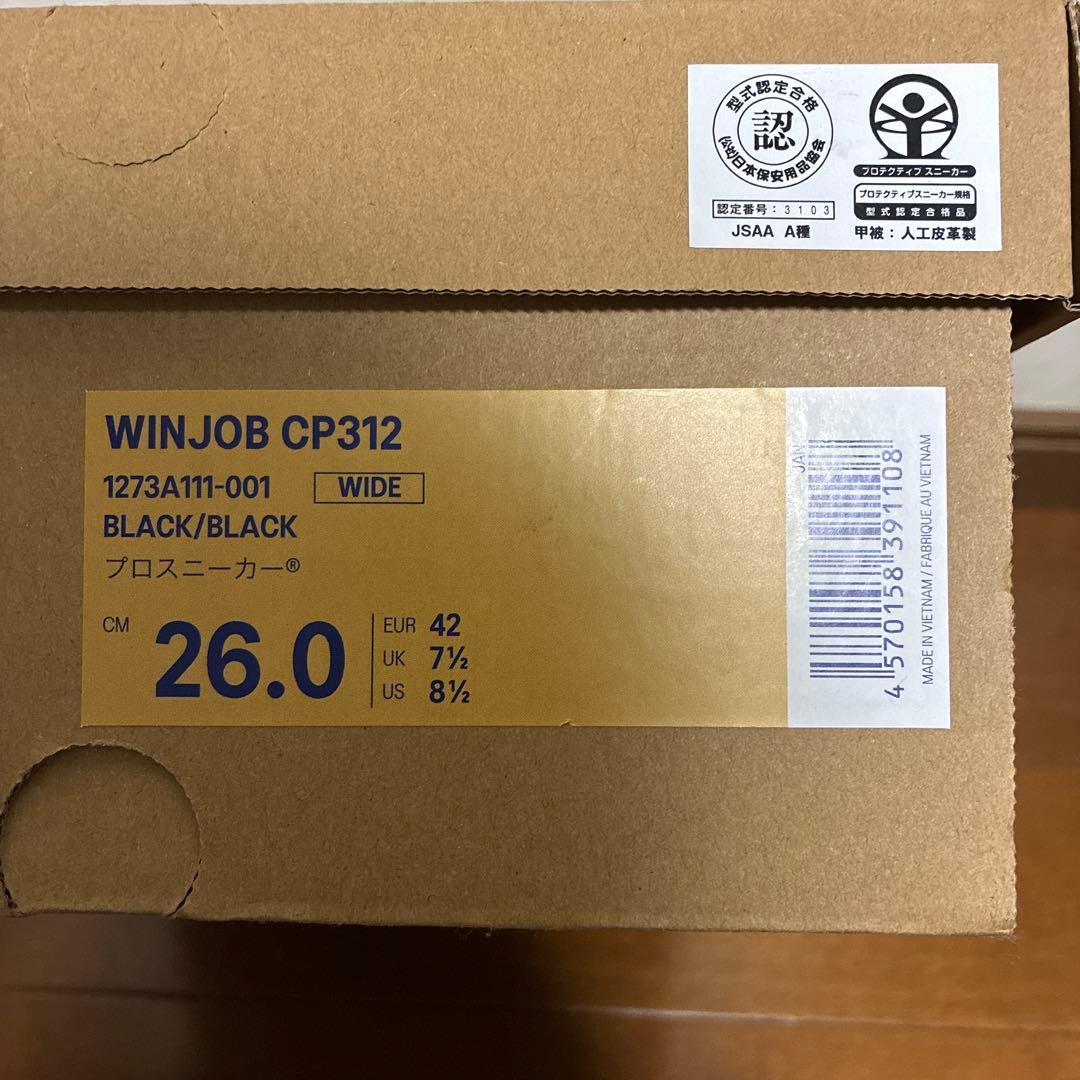 型式認定合格
認
(公社)日本保安用品協会
認定番号:3103
JSAA A種
プロテクティブ スニーカー
プロテクティブスニーカー規格
型式認定合格品
甲被:人工皮革製
WINJOB CP312
1273A111-001 WIDE
BLACK/BLACK
プロスニーカー®
CM 26.0
EUR 42
UK 7½
US 8½
JAN
4 570158 391108
MADE IN VIETNAM / FABRIQUE AU VIETNAM